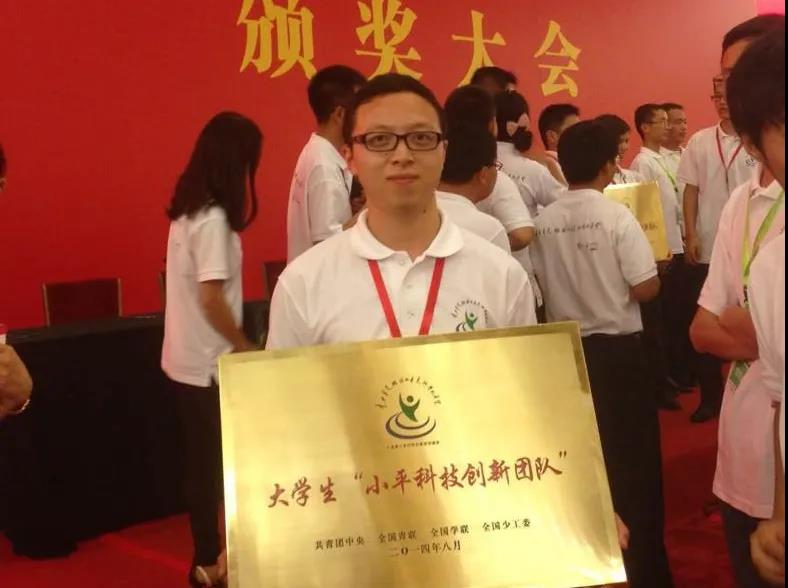 颁奖大会
大学生“小平科技创新团队”
共青团中央 全国青联 全国学联 全国少工委
二〇一四年八月